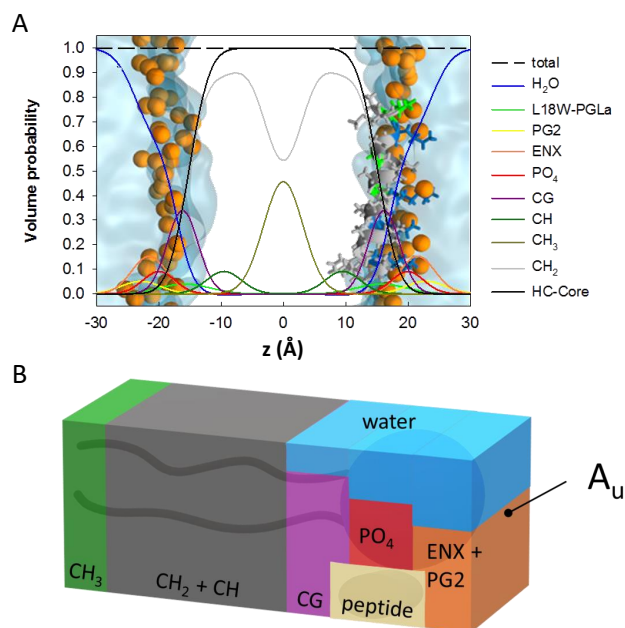 A
Volume probability
1.0
0.9
0.8
0.7
0.6
0.5
0.4
0.3
0.2
0.1
0.0
-30 -20 -10 0 10 20 30
z (Å)
total
H₂O
L18W-PGLa
PG2
ENX
PO₄
CG
CH
CH₃
CH₂
HC-Core
B
water
Aᵤ
PO₄
ENX +
PG2
CH₃
CH₂ + CH
CG
peptide